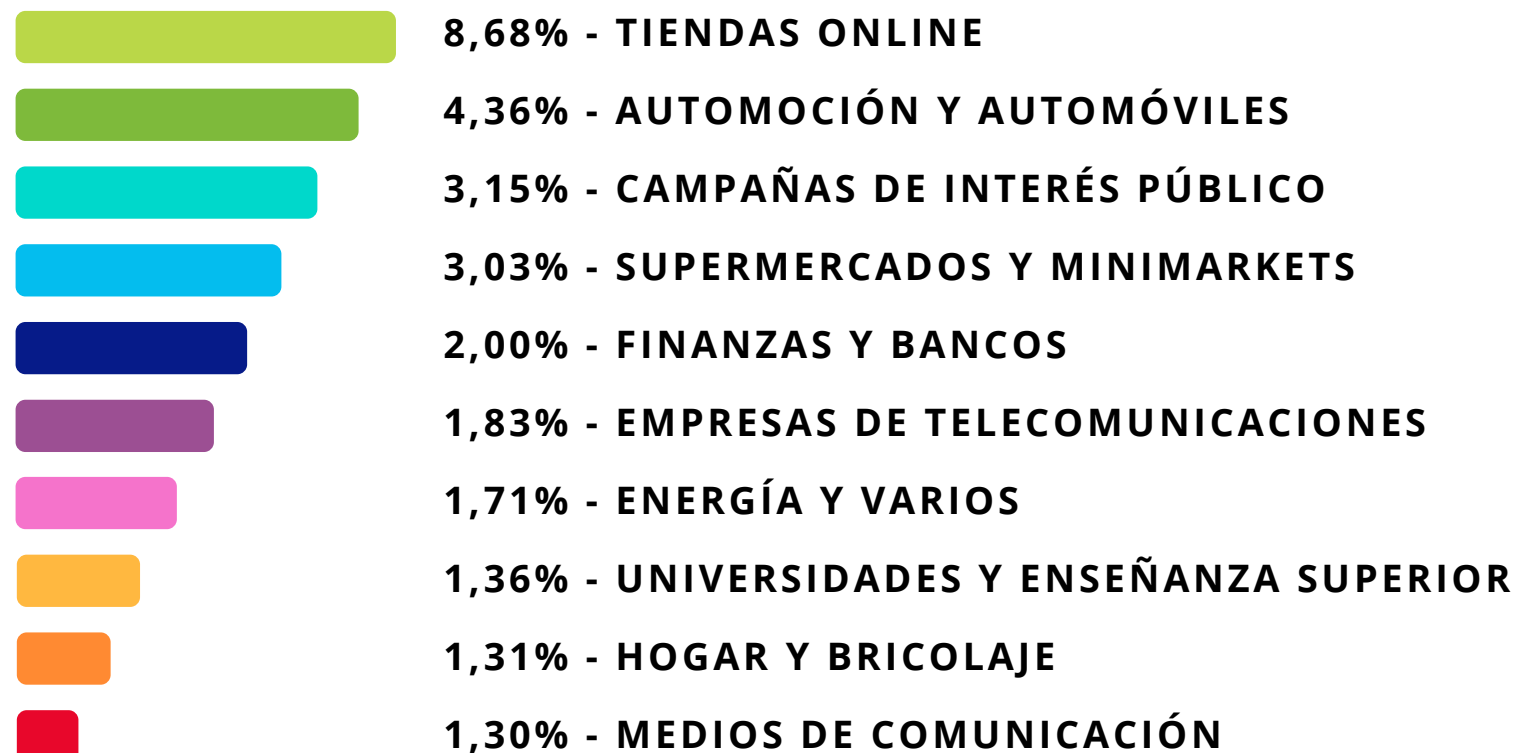 8,68% - TIENDAS ONLINE
4,36% - AUTOMOCIÓN Y AUTOMÓVILES
3,15% - CAMPAÑAS DE INTERÉS PÚBLICO
3,03% - SUPERMERCADOS Y MINIMARKETS
2,00% - FINANZAS Y BANCOS
1,83% - EMPRESAS DE TELECOMUNICACIONES
1,71% - ENERGÍA Y VARIOS
1,36% - UNIVERSIDADES Y ENSEÑANZA SUPERIOR
1,31% - HOGAR Y BRICOLAJE
1,30% - MEDIOS DE COMUNICACIÓN